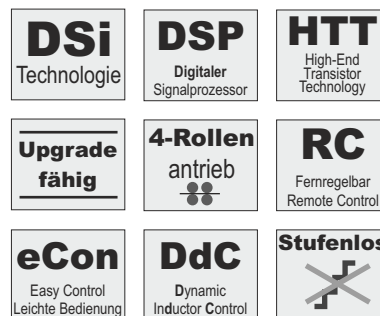 DSi
Technologie
DSP
Digitaler
Signalprozessor
HTT
High-End
Transistor
Technology
Upgrade
fähig
4-Rollen
antrieb
RC
Fernregelbar
Remote Control
eCon
Easy Control
Leichte Bedienung
DdC
Dynamic
Inductor Control
Stufenlos